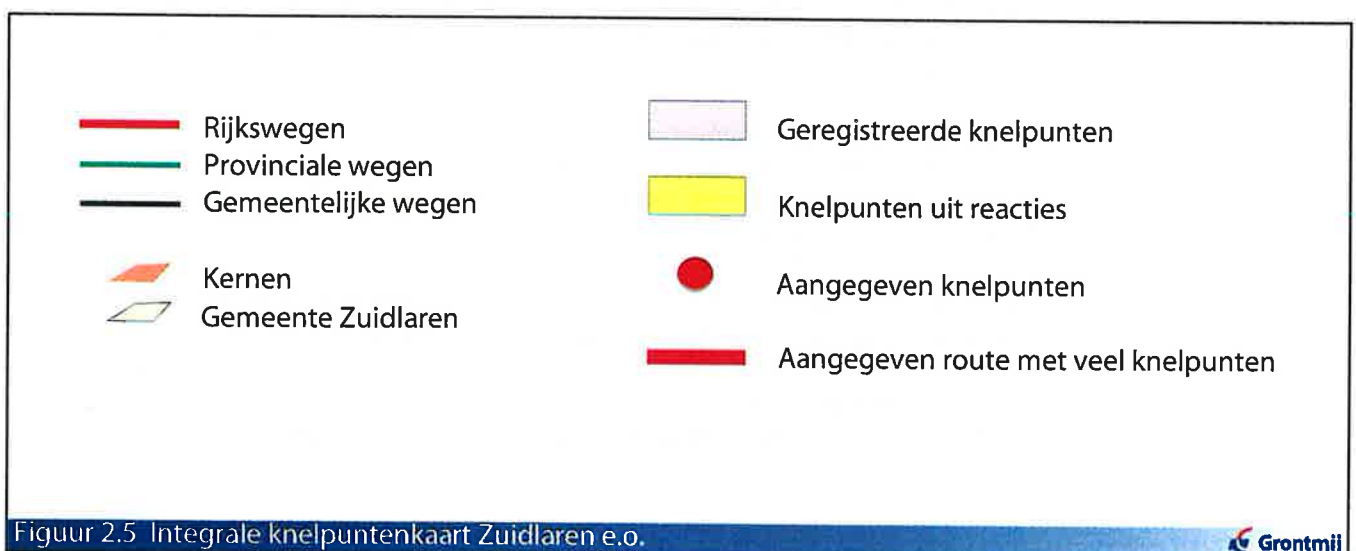 Rijkswegen
Provinciale wegen
Gemeentelijke wegen
Kernen
Gemeente Zuidlaren
Geregistreerde knelpunten
Knelpunten uit reacties
Aangegeven knelpunten
Aangegeven route met veel knelpunten
Figuur 2.5 Integrale knelpuntenkaart Zuidlaren e.o.
Grontmij